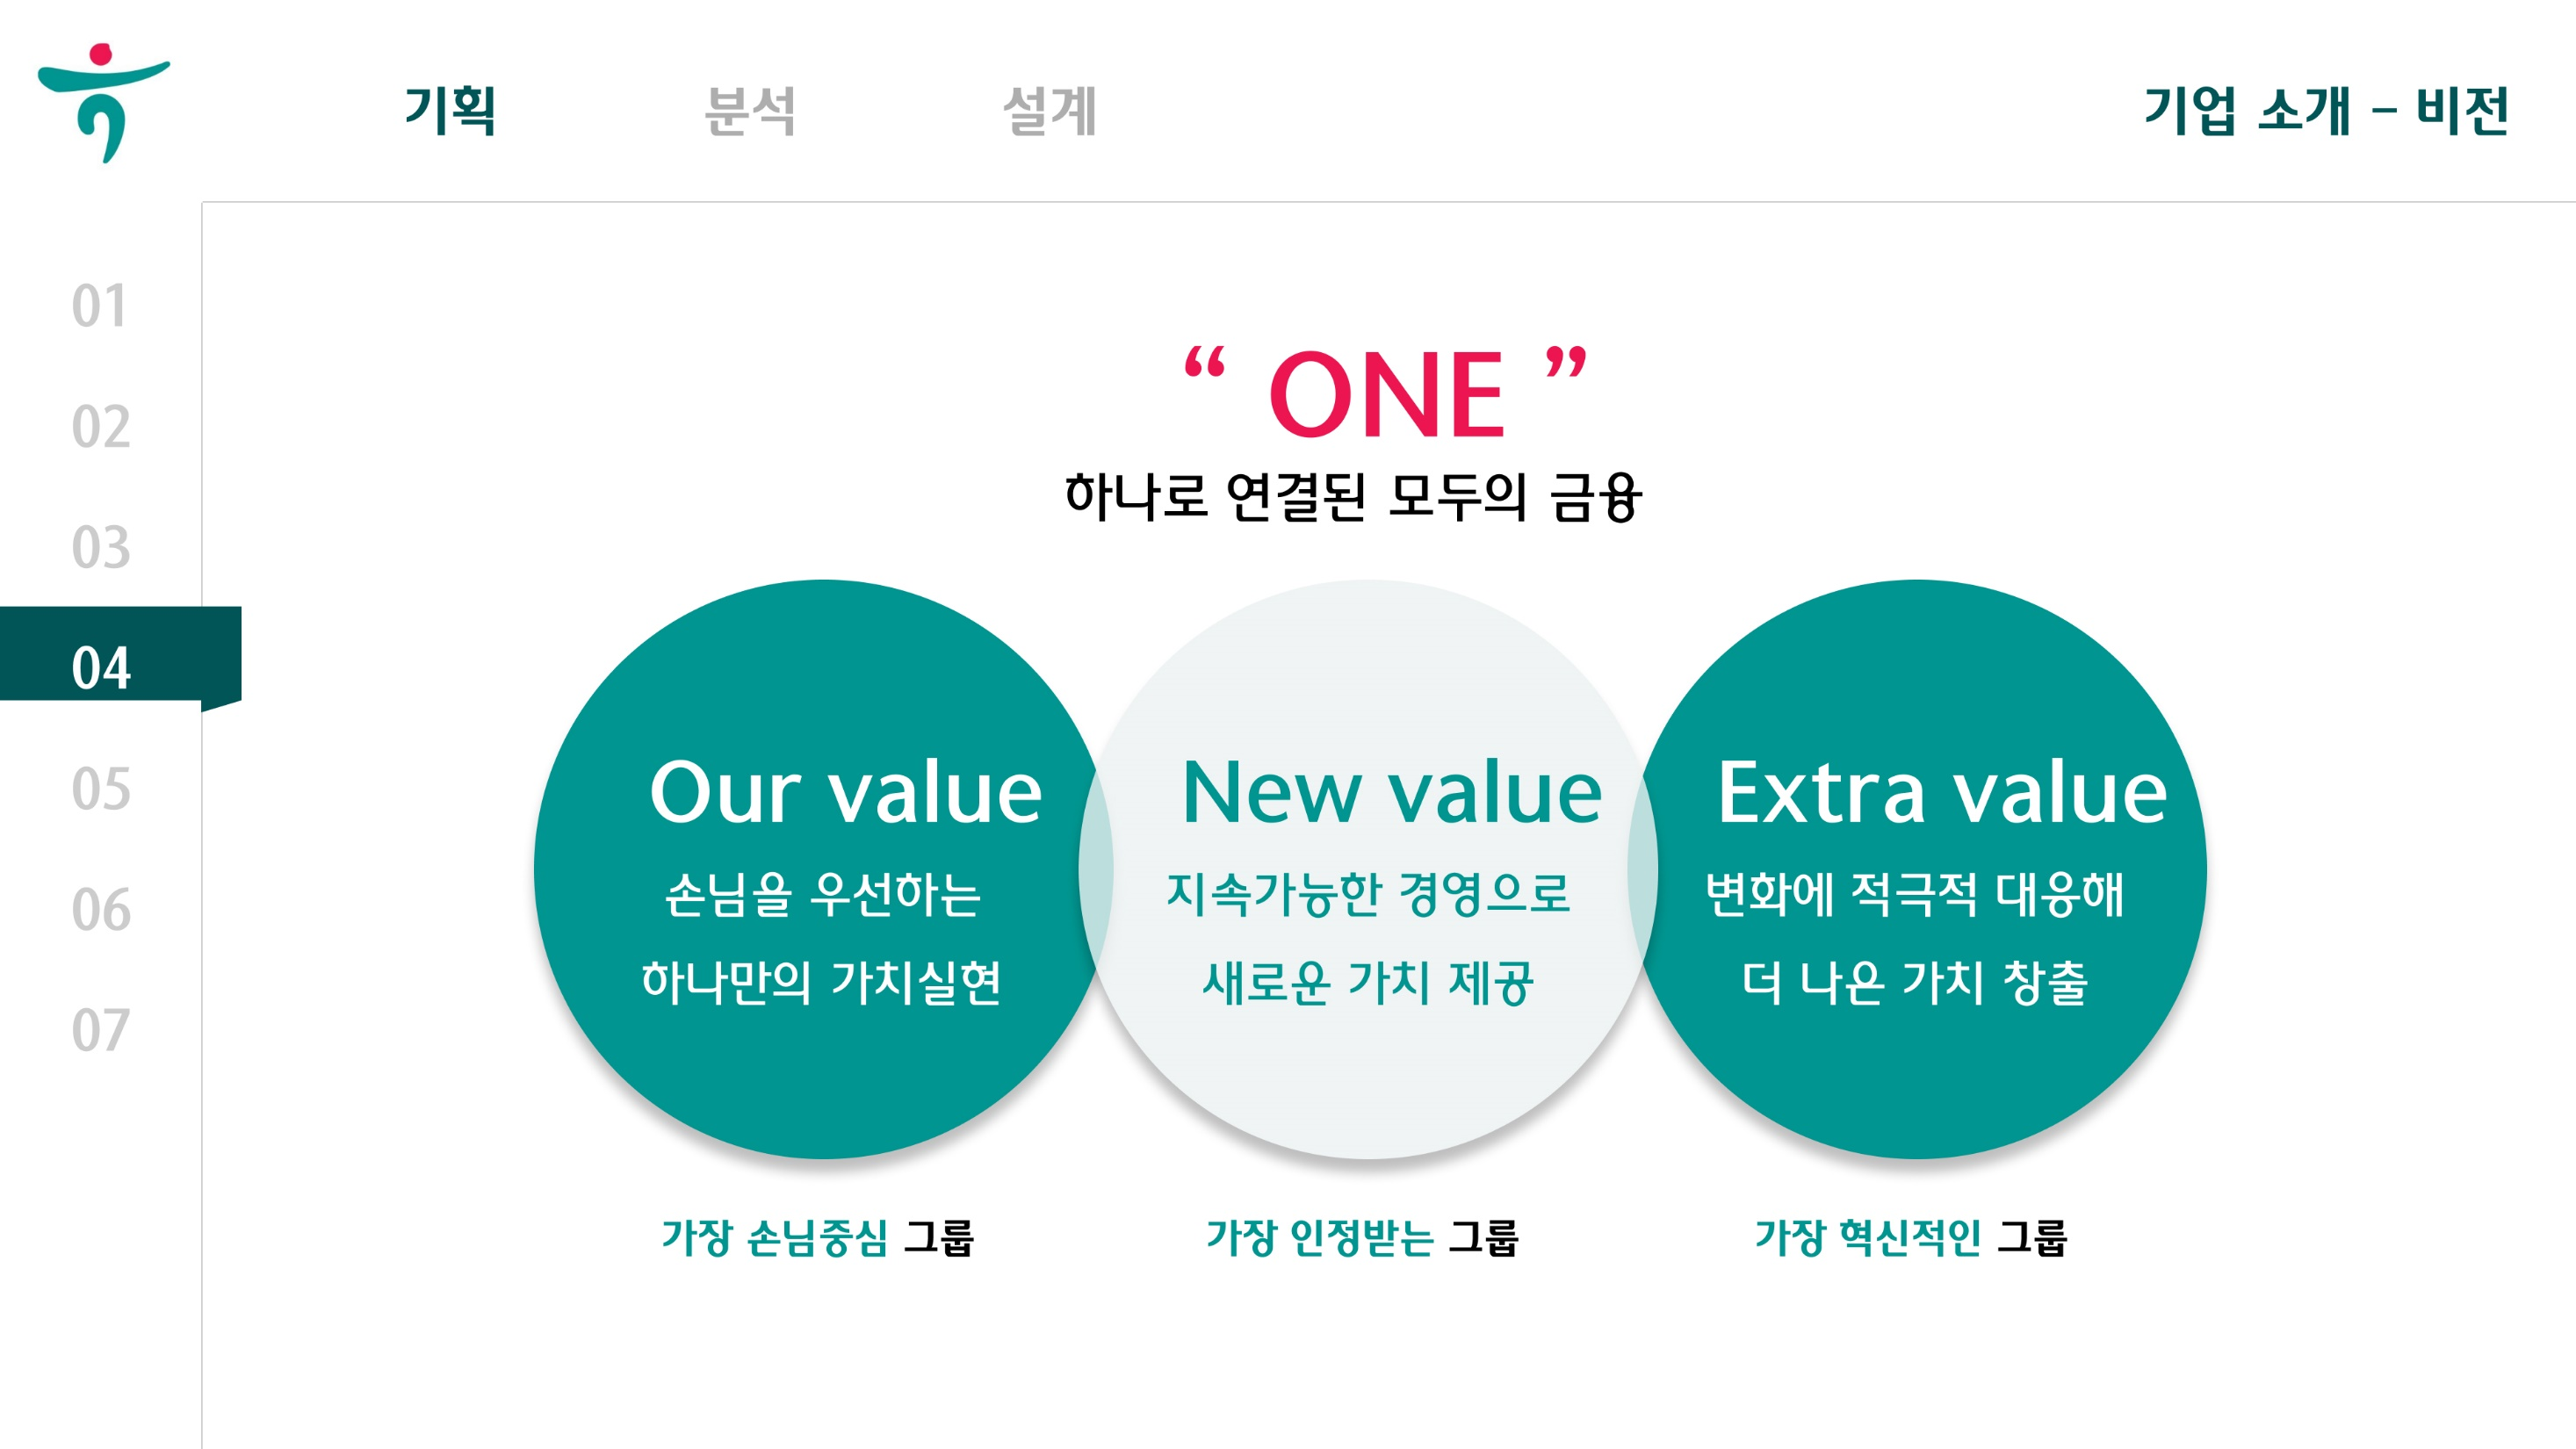 기획
분석
설계
기업 소개 – 비전
01
02
03
04
05
06
07
“ ONE ”
하나로 연결된 모두의 금융
Our value
손님을 우선하는
하나만의 가치실현
가장 손님중심 그룹
New value
지속가능한 경영으로
새로운 가치 제공
가장 인정받는 그룹
Extra value
변화에 적극적 대응해
더 나은 가치 창출
가장 혁신적인 그룹